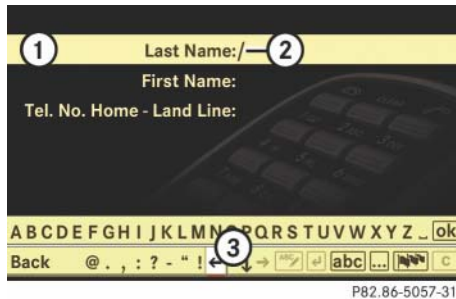 1 Last Name:/ 2
First Name:
Tel. No. Home - Land Line:
A B C D E F G H I J K L M N P Q R S T U V W X Y Z _ ok
3
Back @ . , : ? - " ! ← ↓ → ABC ↵ abc ... C
P82.86-5057-31